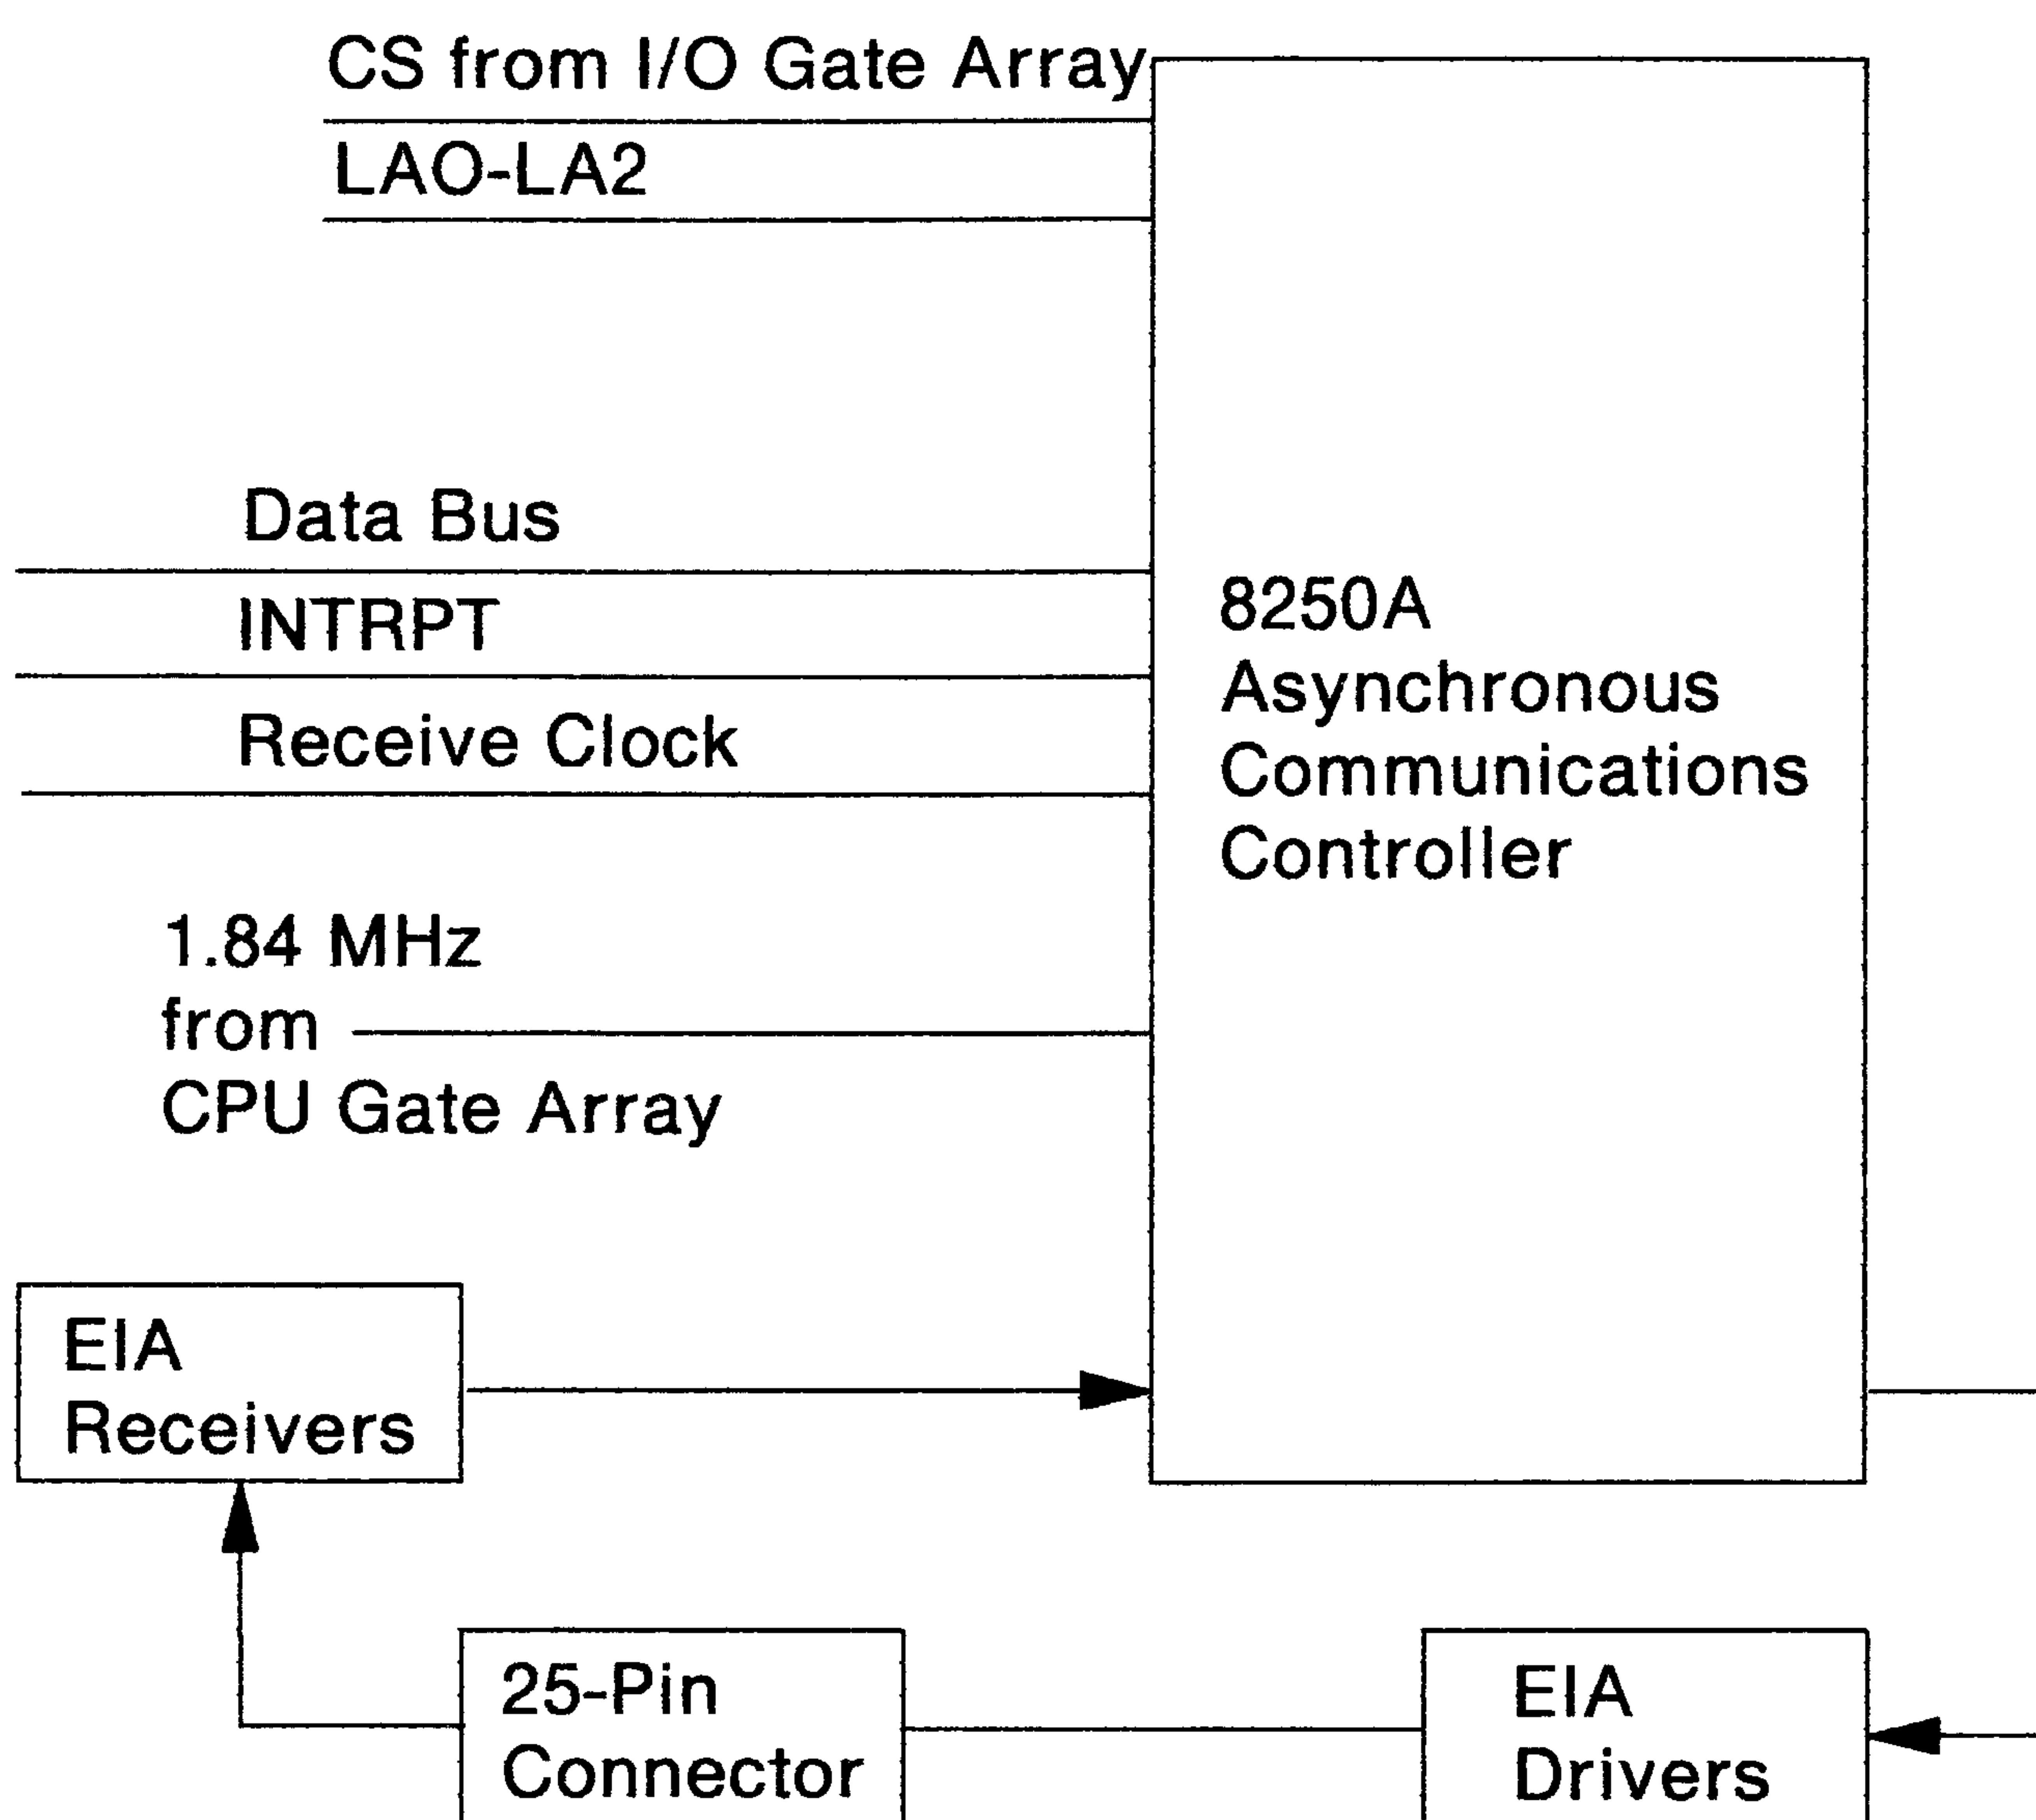 CS from I/O Gate Array
LAO-LA2
Data Bus
INTRPT
Receive Clock
8250A
Asynchronous
Communications
Controller
1.84 MHz
from
CPU Gate Array
EIA
Receivers
25-Pin
Connector
EIA
Drivers